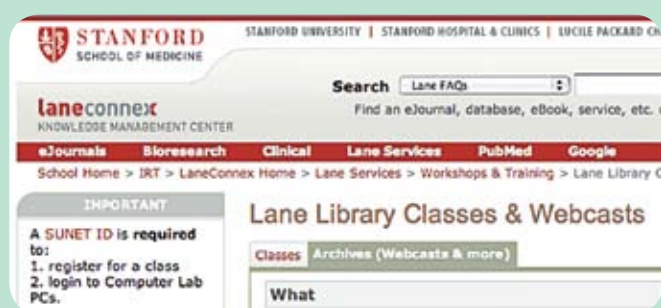 STANFORD
SCHOOL OF MEDICINE
STANFORD UNIVERSITY | STANFORD HOSPITAL & CLINICS | LUCILE PACKARD
Search Lane FAQs
laneconnex
KNOWLEDGE MANAGEMENT CENTER
Find an eJournal, database, eBook, service, etc.
eJournals Bioresearch Clinical Lane Services PubMed Google
School Home > IRT > LaneConnex Home > Lane Services > Workshops & Training > Lane Library
IMPORTANT
A SUNET ID is required
to:
1. register for a class
2. login to Computer Lab
PCs.
Lane Library Classes & Webcasts
Classes Archives (Webcasts & more)
What